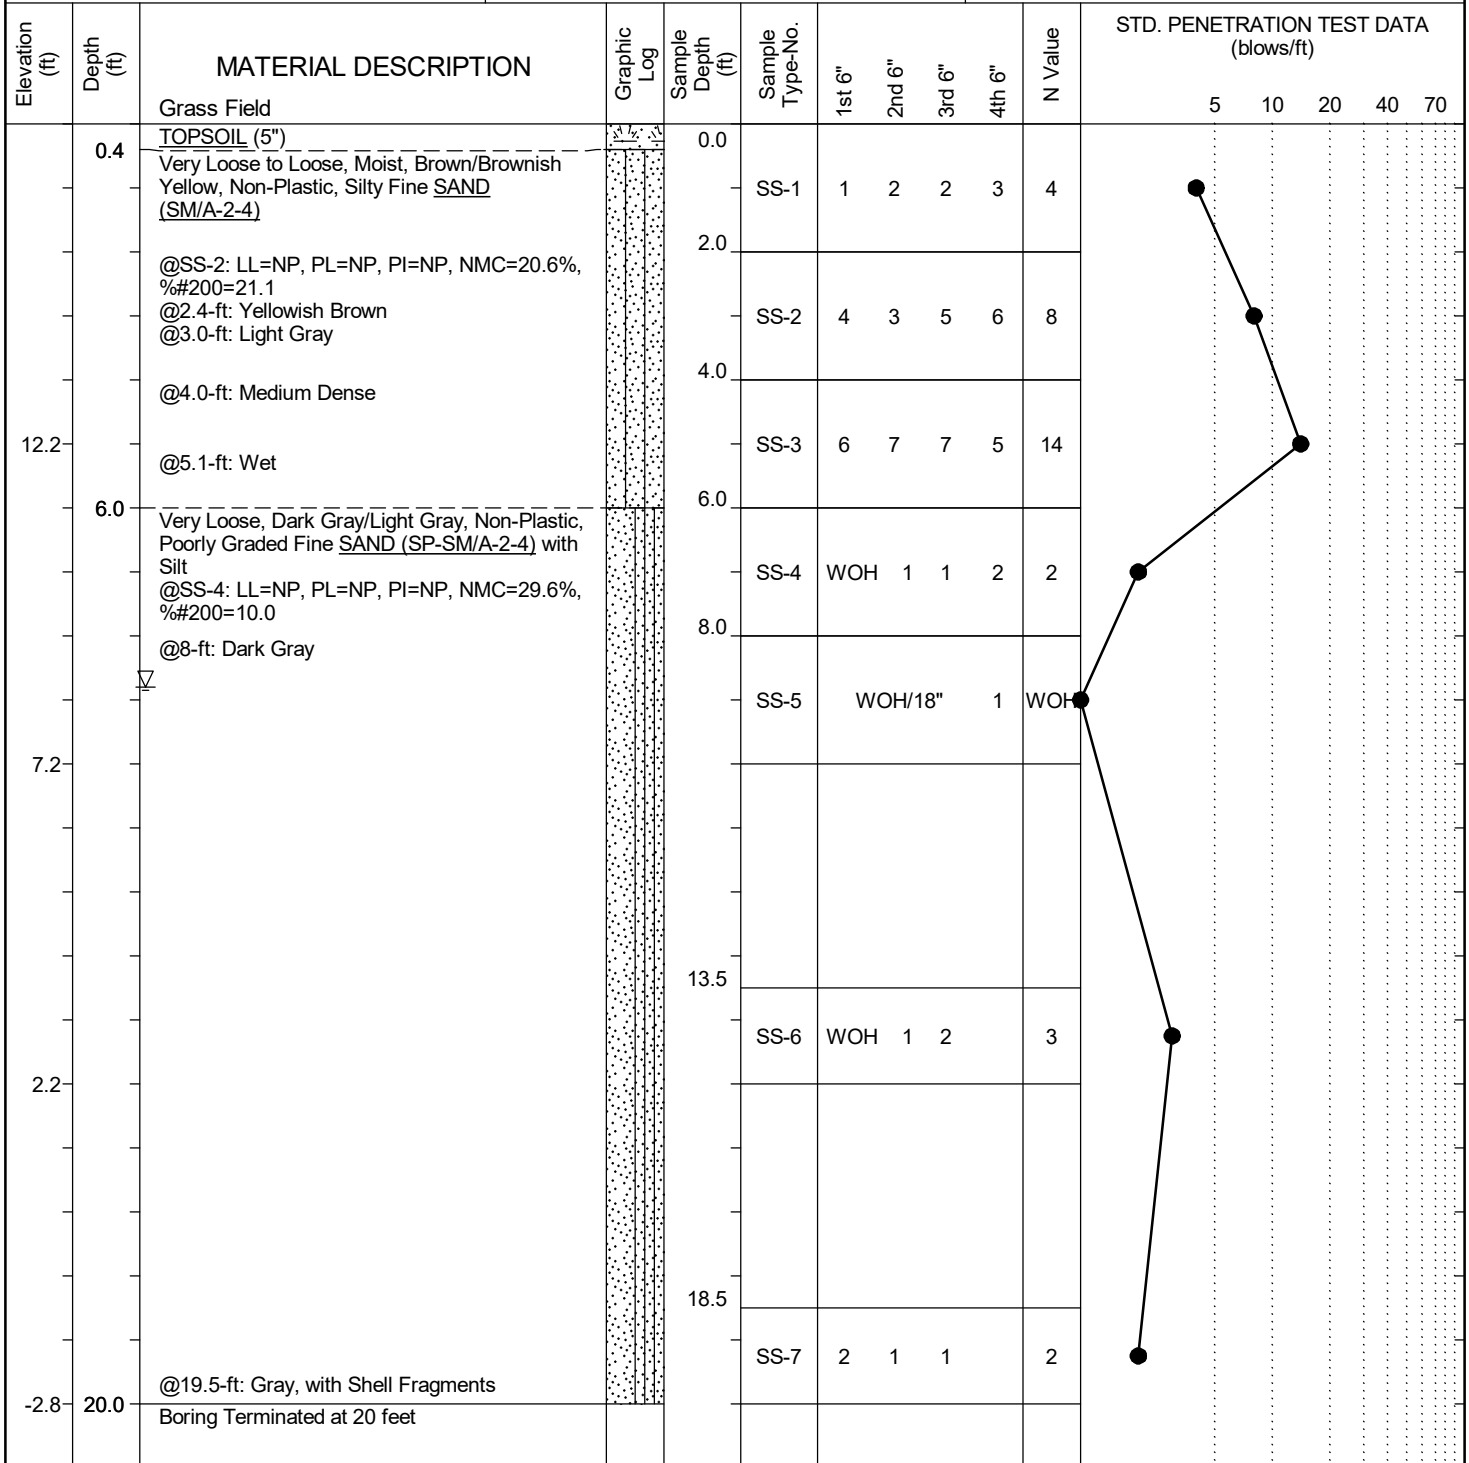 Elevation (ft)
Depth (ft)
MATERIAL DESCRIPTION
Grass Field
Graphic Log
Sample Depth (ft)
Sample Type-No.
1st 6"
2nd 6"
3rd 6"
4th 6"
N Value
STD. PENETRATION TEST DATA
(blows/ft)
5 10 20 40 70
TOPSOIL (5")
0.0
0.4
Very Loose to Loose, Moist, Brown/Brownish
Yellow, Non-Plastic, Silty Fine SAND
(SM/A-2-4)
SS-1 1 2 2 3 4
2.0
@SS-2: LL=NP, PL=NP, PI=NP, NMC=20.6%,
%#200=21.1
@2.4-ft: Yellowish Brown
@3.0-ft: Light Gray
SS-2 4 3 5 6 8
4.0
@4.0-ft: Medium Dense
12.2
SS-3 6 7 7 5 14
@5.1-ft: Wet
6.0
6.0
Very Loose, Dark Gray/Light Gray, Non-Plastic,
Poorly Graded Fine SAND (SP-SM/A-2-4) with
Silt
@SS-4: LL=NP, PL=NP, PI=NP, NMC=29.6%,
%#200=10.0
SS-4 WOH 1 1 2 2
8.0
@8-ft: Dark Gray
SS-5 WOH/18" 1 WOH
7.2
13.5
SS-6 WOH 1 2 3
2.2
18.5
SS-7 2 1 1 2
@19.5-ft: Gray, with Shell Fragments
-2.8 20.0
Boring Terminated at 20 feet